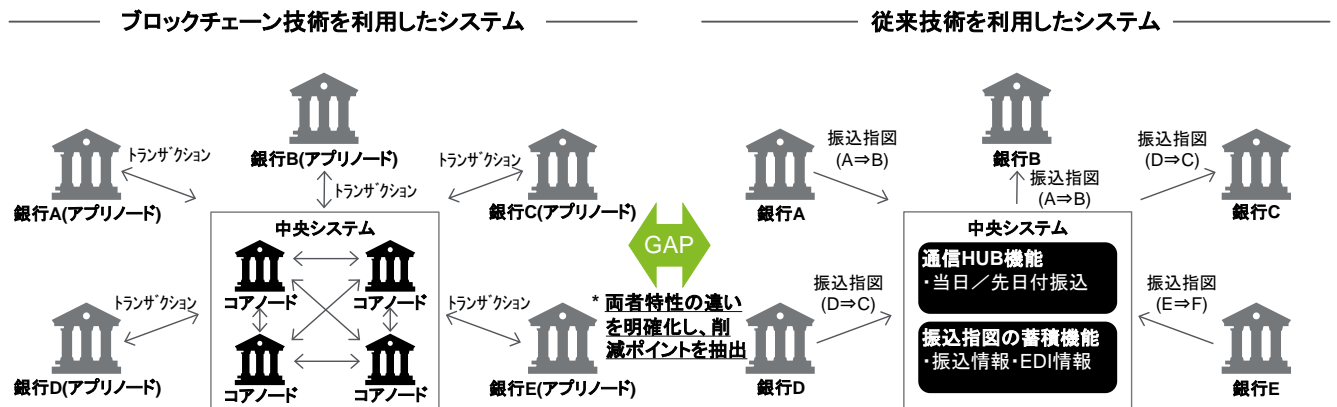 ブロックチェーン技術を利用したシステム
銀行B(アプリノード)
トランザクション
銀行A(アプリノード)
トランザクション
トランザクション
銀行C(アプリノード)
中央システム
コアノード
コアノード
コアノード
コアノード
トランザクション
銀行D(アプリノード)
トランザクション
銀行E(アプリノード)
GAP
* 両者特性の違い
を明確化し、削
減ポイントを抽出
従来技術を利用したシステム
銀行B
振込指図
(A⇒B)
銀行A
振込指図
(A⇒B)
振込指図
(D⇒C)
銀行C
中央システム
通信HUB機能
・当日／先日付振込
振込指図の蓄積機能
・振込情報・EDI情報
振込指図
(D⇒C)
銀行D
振込指図
(E⇒F)
銀行E